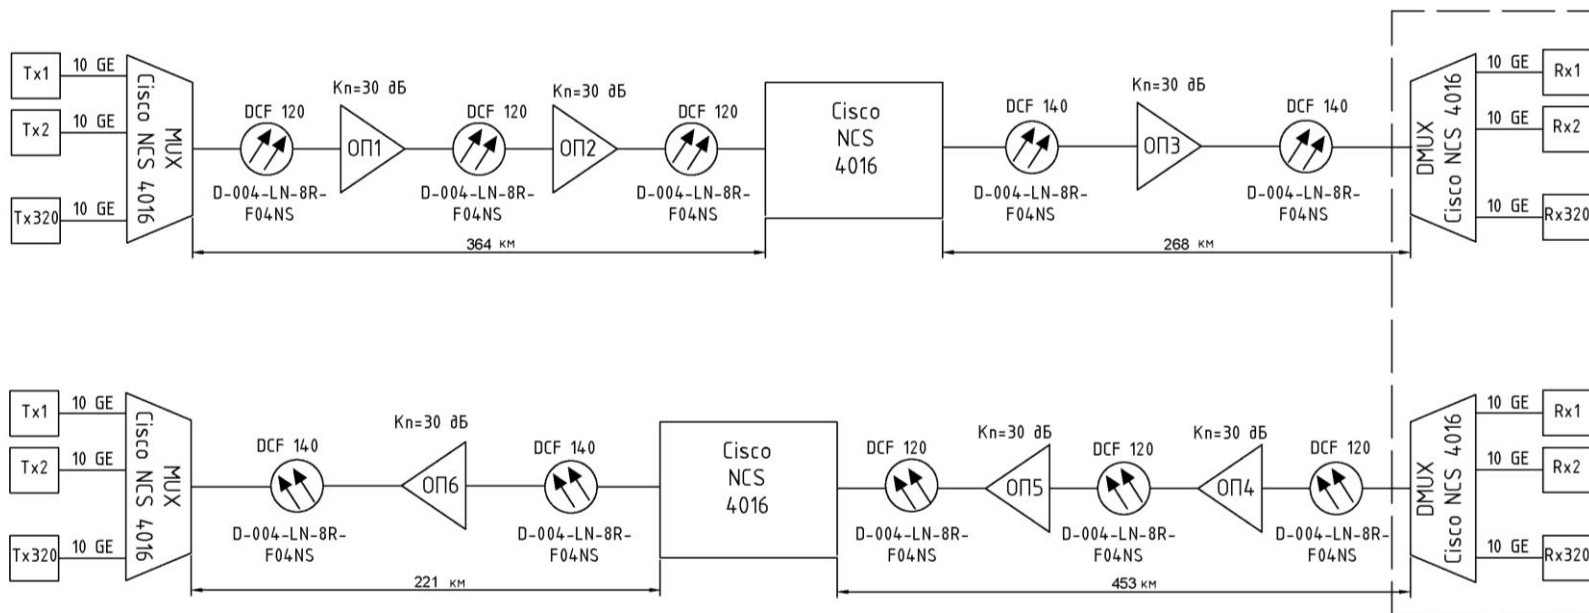 Tx1
10 GE
Tx2
10 GE
Tx320
10 GE
MUX
Cisco NCS 4016
DCF 120
D-004-LN-8R-
F04NS
Кп=30 дБ
ОП1
DCF 120
D-004-LN-8R-
F04NS
Кп=30 дБ
ОП2
DCF 120
D-004-LN-8R-
F04NS
364 км
Cisco
NCS
4016
DCF 140
D-004-LN-8R-
F04NS
Кп=30 дБ
ОП3
DCF 140
D-004-LN-8R-
F04NS
268 км
DMUX
Cisco NCS 4016
10 GE
Rx1
10 GE
Rx2
10 GE
Rx320
Tx1
10 GE
Tx2
10 GE
Tx320
10 GE
MUX
Cisco NCS 4016
DCF 140
D-004-LN-8R-
F04NS
Кп=30 дБ
ОП6
DCF 140
D-004-LN-8R-
F04NS
221 км
Cisco
NCS
4016
DCF 120
D-004-LN-8R-
F04NS
Кп=30 дБ
ОП5
DCF 120
D-004-LN-8R-
F04NS
Кп=30 дБ
ОП4
DCF 120
D-004-LN-8R-
F04NS
453 км
DMUX
Cisco NCS 4016
10 GE
Rx1
10 GE
Rx2
10 GE
Rx320